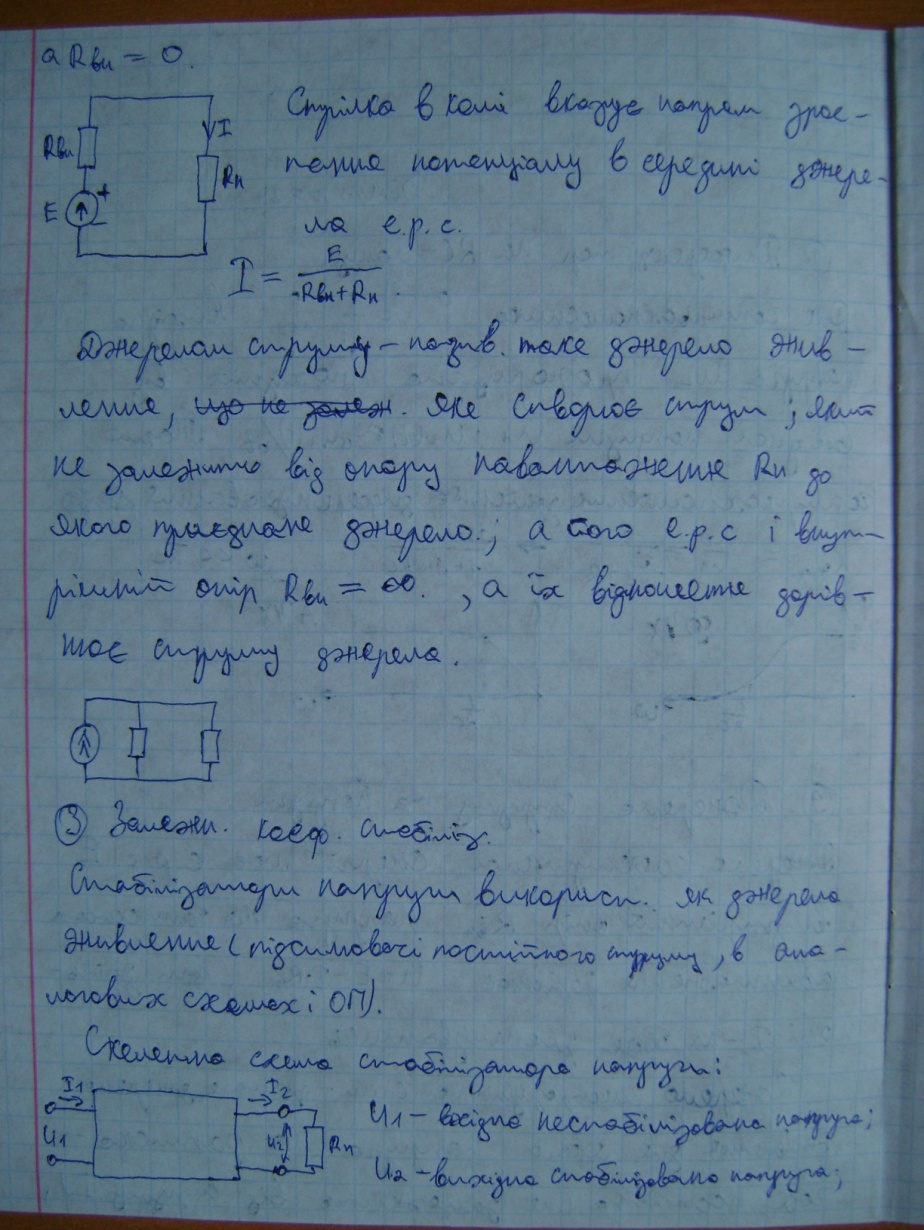 а Rвн = 0.
Стрілка в колі вказує напрям зрос-
тання потенціалу в середині джере-
ла е.р.с.
Rвн
I
Rн
E
+
−
I = E / (Rвн + Rн).
Джерелом струму – назив. таке джерело жив-
лення, що не залеж. яке створює струм, який
не залежить від опору навантаження Rн до
якого приєднане джерело; а його е.р.с і внут-
рішній опір Rвн = ∞. , а їх відношення дорів-
нює струму джерела.
③ Залежн. коеф. стабіліз.
Стабілізатори напруги викорис. як джерела
живлення (підсилювачі постійного струму, в ана-
логових схемах і ОП).
Скелетна схема стабілізатора напруги:
I1
I2
U1
U2
Rн
U1 – вхідна нестабілізована напруга;
U2 – вихідна стабілізована напруга;